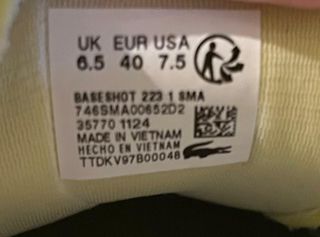 UK EUR USA
6.5 40 7.5
BASESHOT 223 1 SMA
746SMA00652D2
35770 1124
MADE IN VIETNAM
HECHO EN VIETNAM
TTDKV97B00048